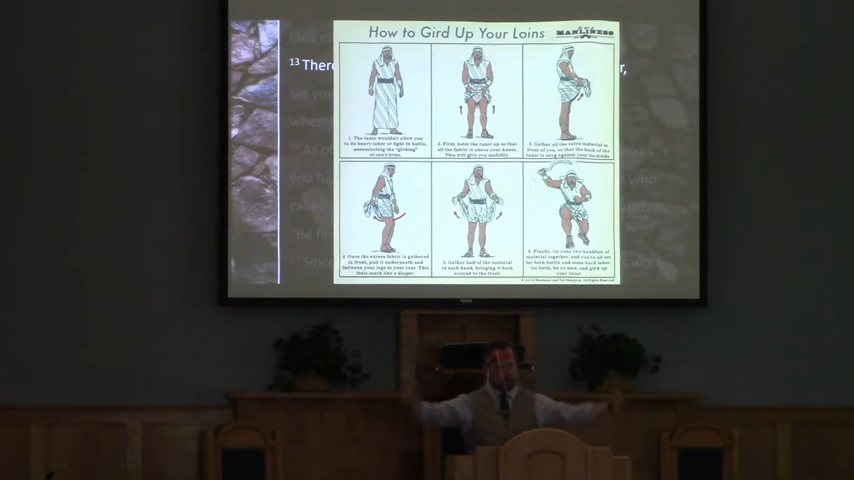 How to Gird Up Your Loins
MANLINESS
13 There
r,
1. The tunic wouldn't allow you
to do heavy labor or fight in battle,
necessitating the "girding"
of one's loins.
2. First, hoist the tunic up so that
all the fabric is above your knees.
This will give you mobility.
3. Gather all the extra material in
front of you, so that the back of the
tunic is snug against your backside.
4. Once the excess fabric is gathered
in front, pull it underneath and
between your legs to your rear. This
feels much like a diaper.
5. Gather half of the material
in each hand, bringing it back
around to the front.
6. Finally, tie your two handfuls of
material together, and you're all set
for both battle and some hard labor.
Go forth, be ye men, and gird up
your loins!
"As o
who
"Be
work